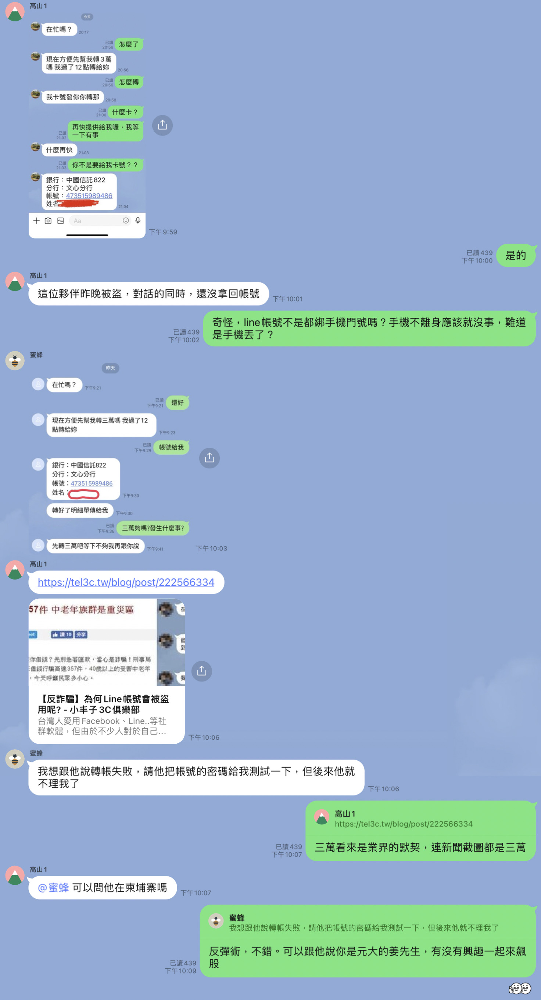 高山1
今天
在忙嗎？
20:17
怎麼了
已讀
20:56
現在方便先幫我轉3萬
嗎 我過了12點轉給妳
20:56
怎麼轉
已讀
20:56
我卡號發你你轉那
20:58
什麼卡？
已讀
21:00
再快提供給我喔，我等
一下有事
已讀
21:02
什麼再快
21:03
你不是要給我卡號？？
已讀
21:03
銀行：中國信託822
分行：文心分行
帳號：473515989486
姓名
21:04
Aa
下午9:59
是的
已讀439
下午10:00
高山1
這位夥伴昨晚被盜，對話的同時，還沒拿回帳號
下午10:01
奇怪，line帳號不是都綁手機門號嗎？手機不離身應該就沒事，難道
是手機丟了？
已讀439
下午10:02
蜜蜂
昨天
在忙嗎？
下午9:21
還好
已讀
下午9:21
現在方便先幫我轉三萬嗎 我過了12
點轉給妳
下午9:23
帳號給我
已讀
下午9:29
銀行：中國信託822
分行：文心分行
帳號：473515989486
姓名：
下午9:30
轉好了明細單傳給我
下午9:30
三萬夠嗎?發生什麼事?
已讀
下午9:36
先轉三萬吧等下不夠我再跟你說
下午9:41
下午10:03
高山1
https://tel3c.tw/blog/post/222566334
57件 中老年族群是重災區
eet
讚 10
分享
你借錢？先別急著匯款，當心是詐騙！刑事局
借錢行騙高達357件，40歲以上的受害中老年
，今天呼籲民眾多小心。
在
能
到
我
【反詐騙】為何Line帳號會被盜
用呢? - 小丰子3C俱樂部
台灣人愛用Facebook、Line..等社
群軟體，但由於不少人對於自己...
下午10:06
蜜蜂
我想跟他說轉帳失敗，請他把帳號的密碼給我測試一下，但後來他就
不理我了
下午10:06
高山1
https://tel3c.tw/blog/post/222566334
三萬看來是業界的默契，連新聞截圖都是三萬
已讀439
下午10:07
高山1
@蜜蜂 可以問他在柬埔寨嗎
下午10:07
蜜蜂
我想跟他說轉帳失敗，請他把帳號的密碼給我測試一下，但後來他就不理我了
反彈術，不錯。可以跟他說你是元大的姜先生，有沒有興趣一起來飆
股
已讀439
下午10:09